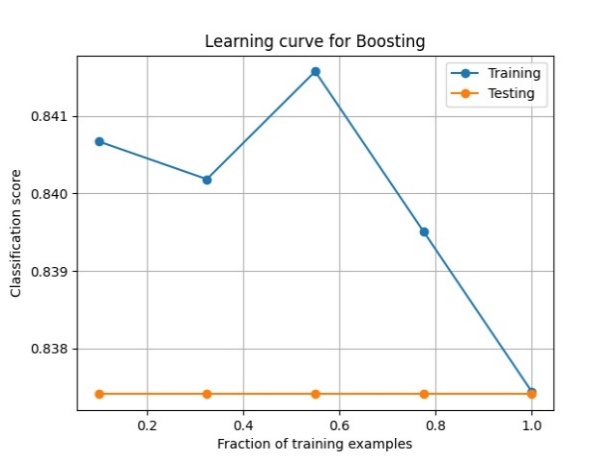 Learning curve for Boosting
Training
Testing
0.841
0.840
0.839
0.838
Classification score
0.2 0.4 0.6 0.8 1.0
Fraction of training examples